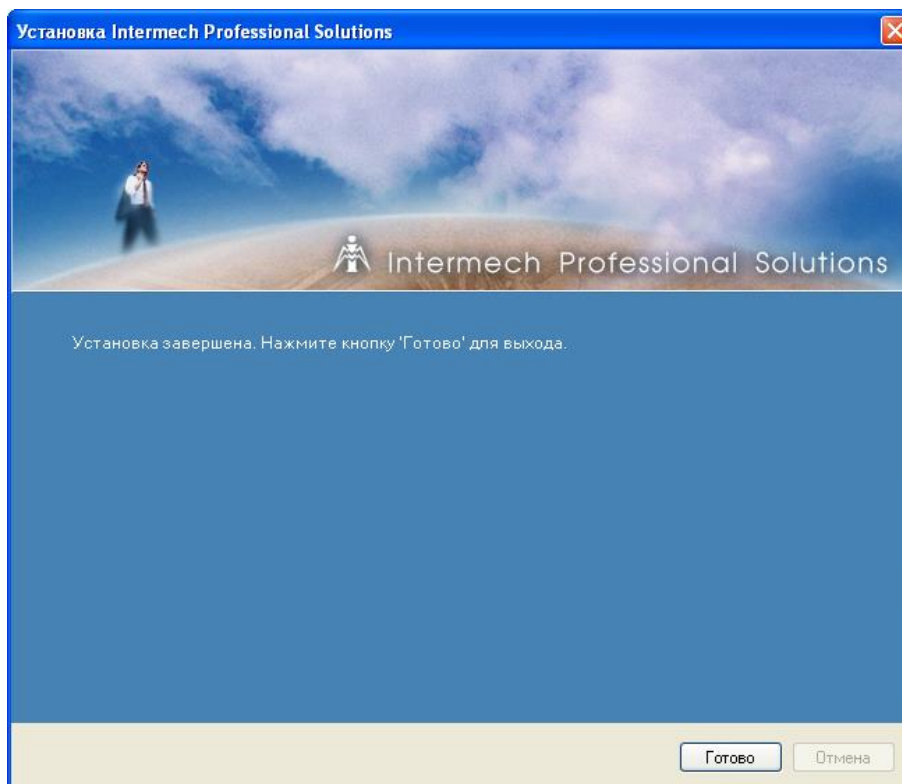 Установка Intermech Professional Solutions
Intermech Professional Solutions
Установка завершена. Нажмите кнопку 'Готово' для выхода.
Готово
Отмена